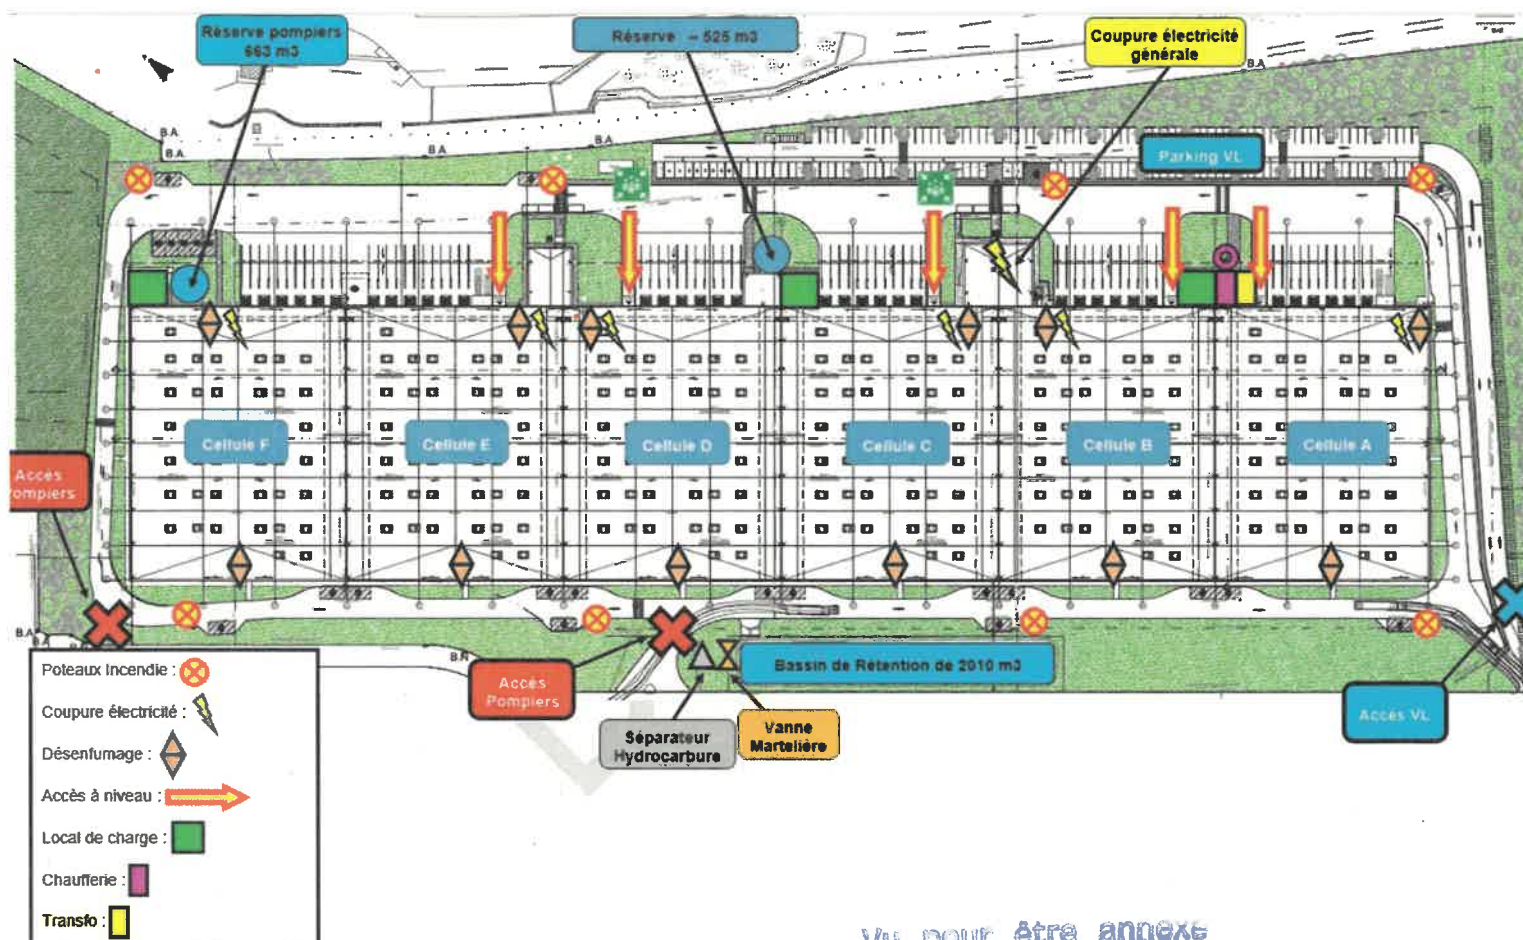 Réserve pompiers
663 m3
Réserve – 525 m3
Coupure électricité
générale
B.A
B.A
B.A
B.A
B.A
B.A
Parking VL
Cellule F
Cellule E
Cellule D
Cellule C
Cellule B
Cellule A
Accès
ompiers
B.A
B.A
Accès
Pompiers
Bassin de Rétention de 2010 m3
Séparateur
Hydrocarbure
Vanne
Martelière
Accès VL
Poteaux Incendie :
Coupure électricité :
Désenfumage :
Accès à niveau :
Local de charge :
Chaufferie :
Transfo :
Vu pour être annexé